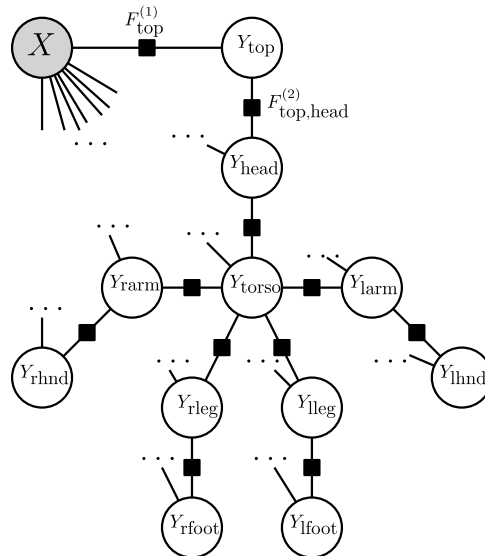 F_top^(1)
X
Y_top
F_top,head^(2)
...
...
Y_head
...
...
...
Y_rarm
Y_torso
Y_larm
...
...
...
...
Y_rhnd
Y_lhnd
Y_rleg
Y_lleg
...
...
Y_rfoot
Y_lfoot